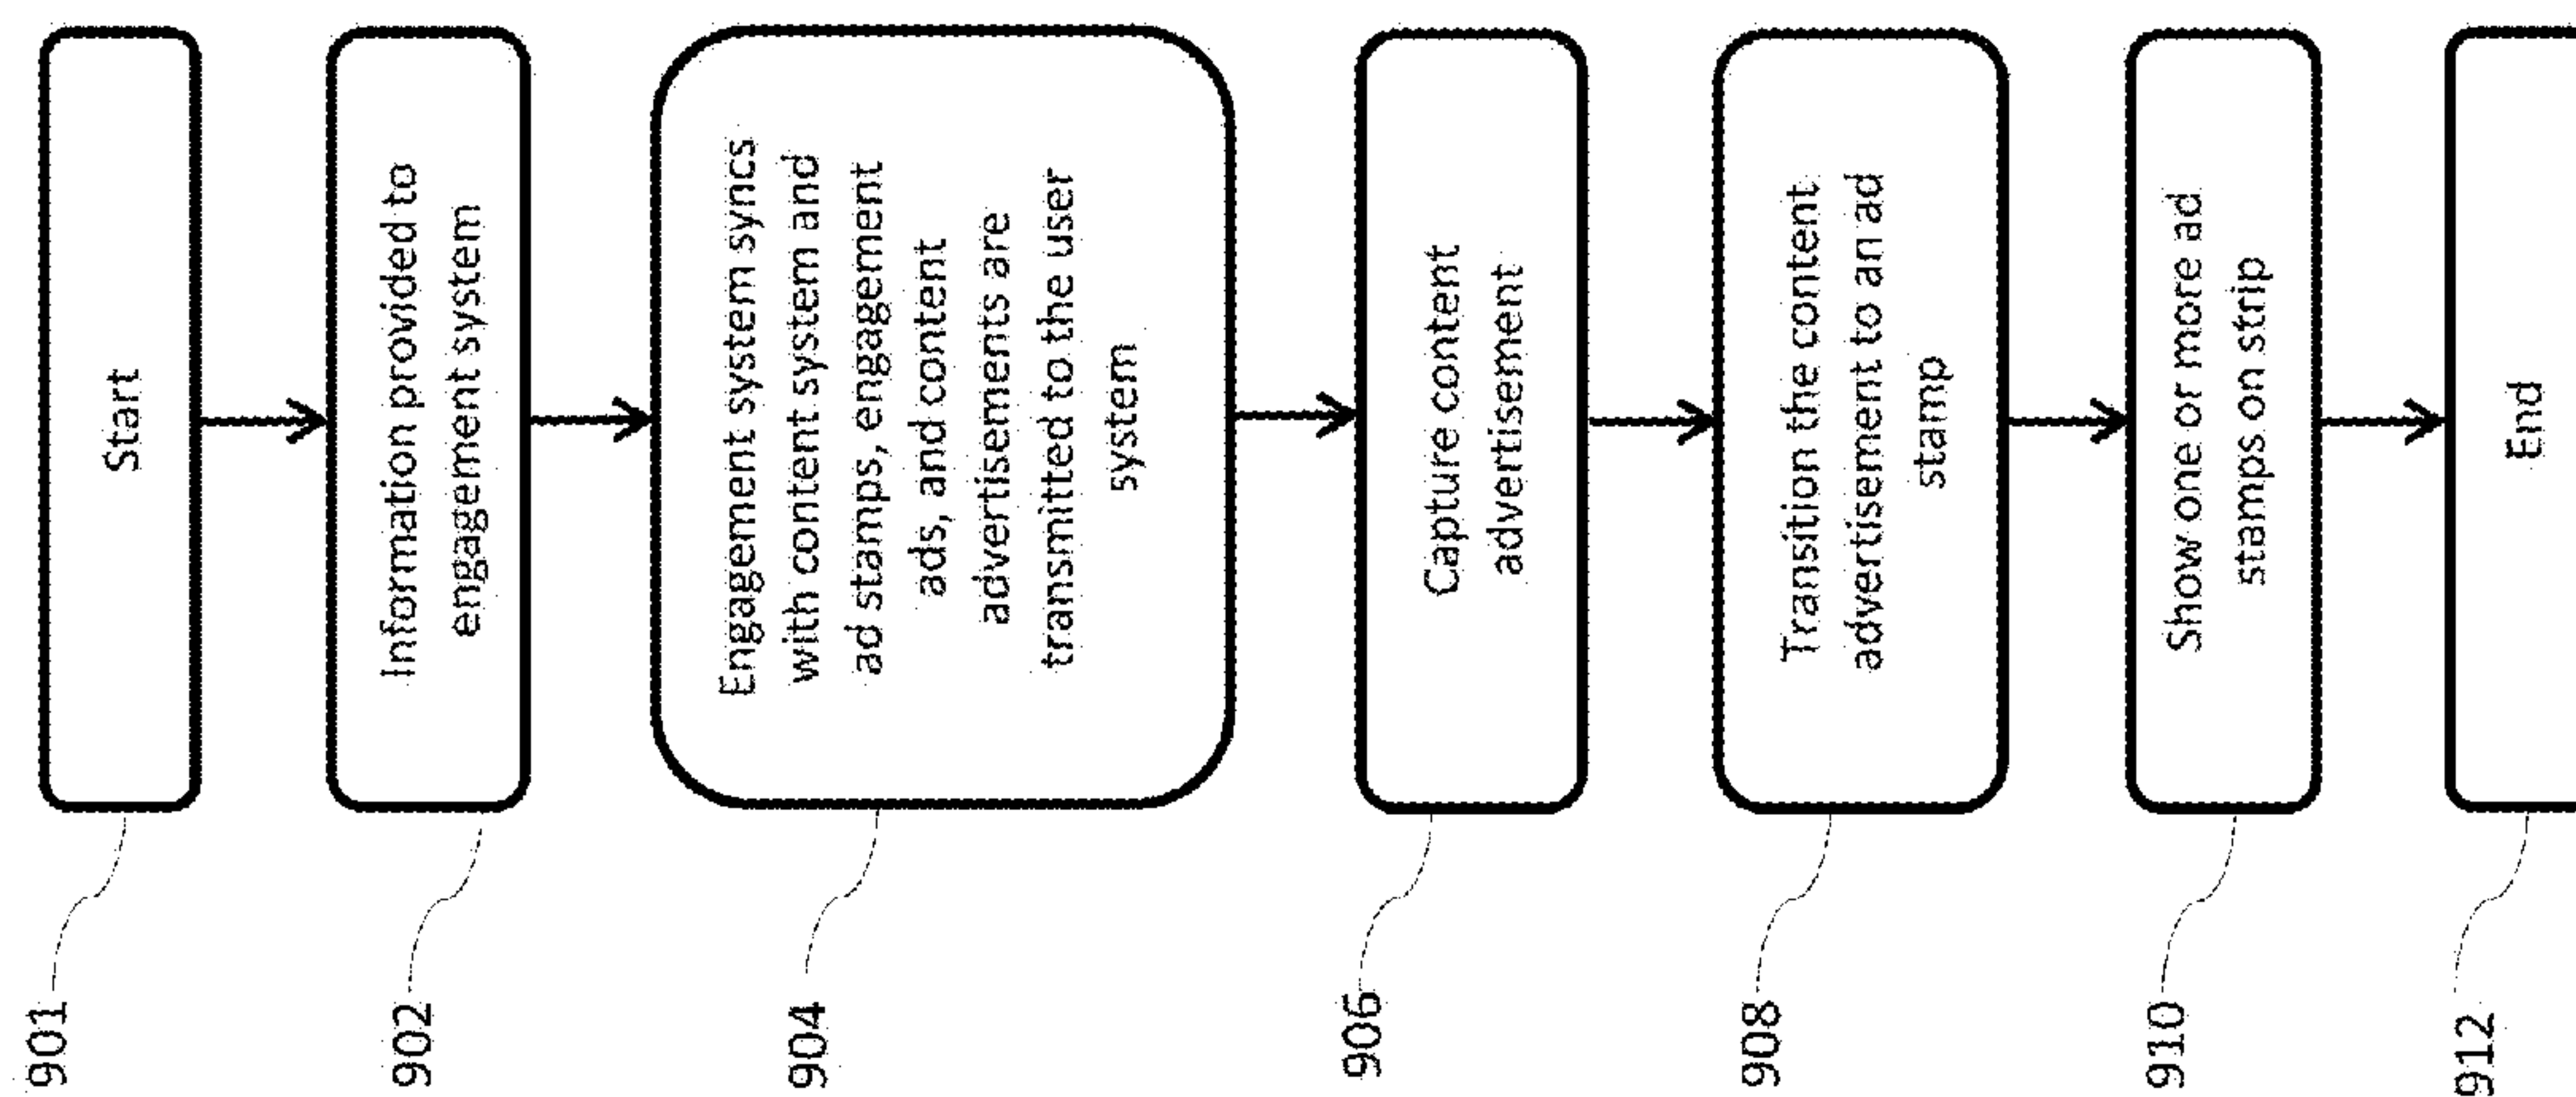 901
Start
902
Information provided to
engagement system
904
Engagement system syncs
with content system and
ad stamps, engagement
ads, and content
advertisements are
transmitted to the user
system
906
Capture content
advertisement
908
Transition the content
advertisement to an ad
stamp
910
Show one or more ad
stamps on strip
912
End